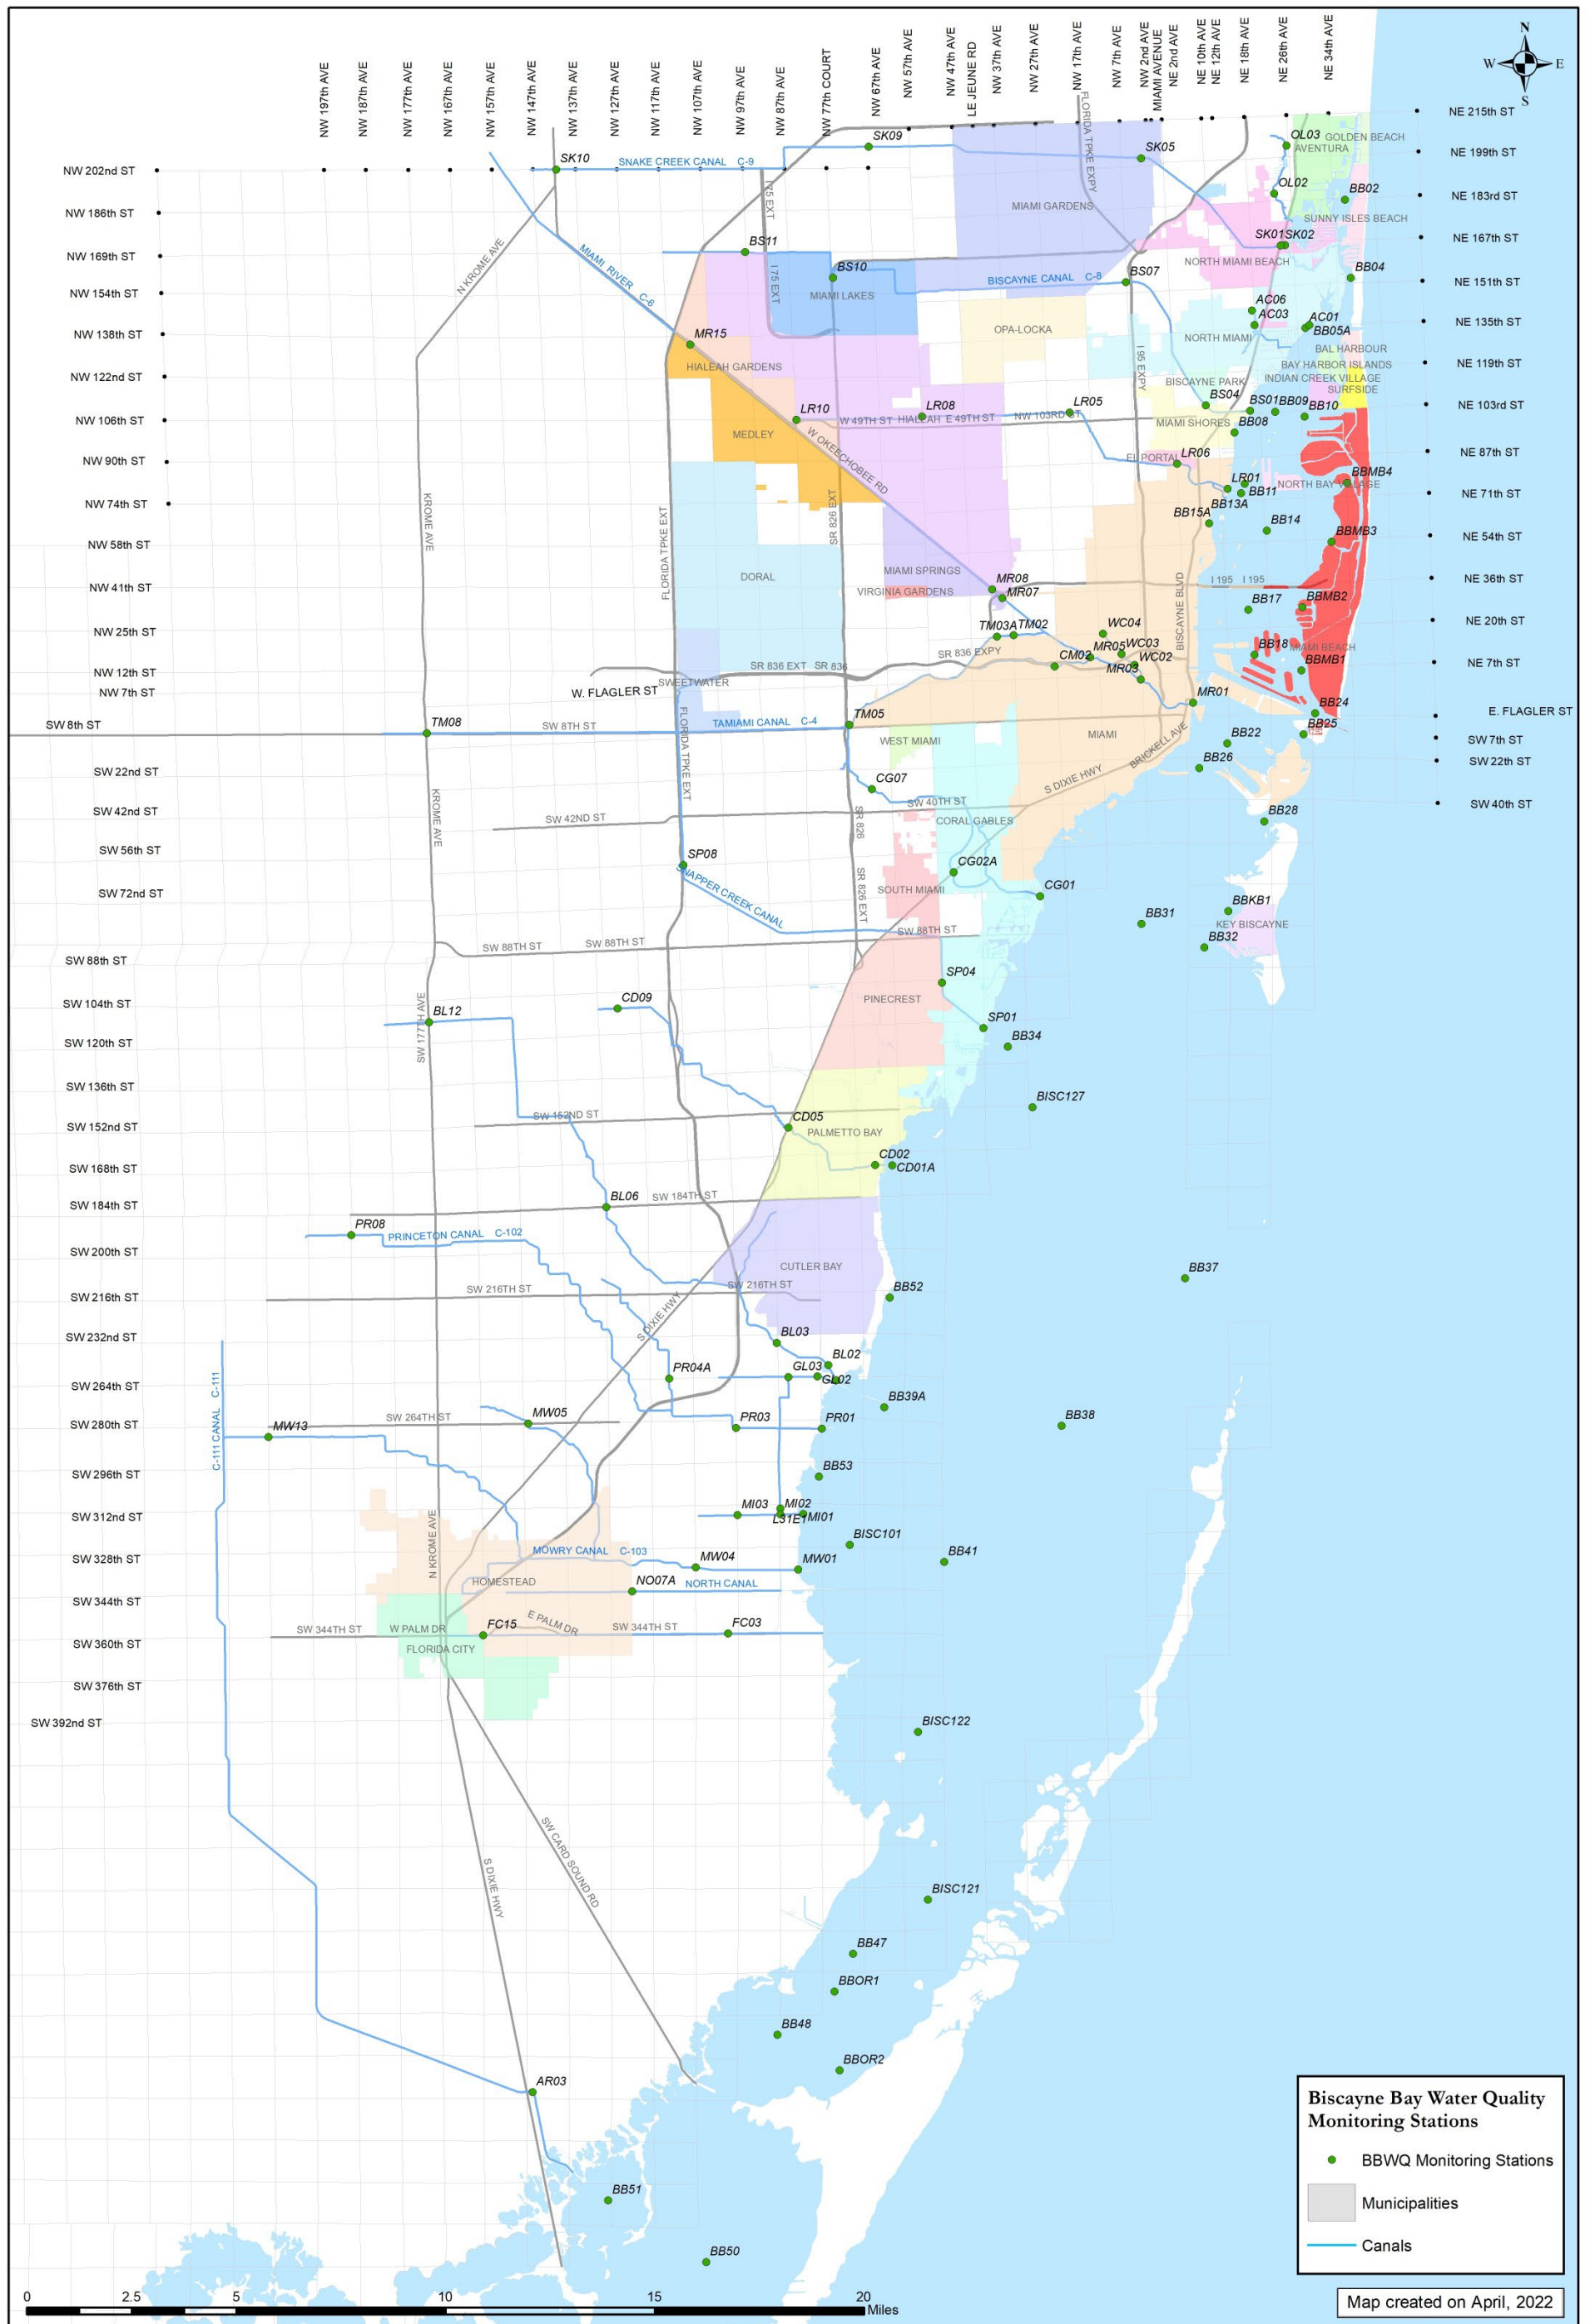 NW 197th AVE
NW 187th AVE
NW 177th AVE
NW 167th AVE
NW 157th AVE
NW 147th AVE
NW 137th AVE
NW 127th AVE
NW 117th AVE
NW 107th AVE
NW 97th AVE
NW 87th AVE
NW 77th COURT
NW 67th AVE
NW 57th AVE
NW 47th AVE
LE JEUNE RD
NW 37th AVE
NW 27th AVE
NW 17th AVE
NW 7th AVE
NW 2nd AVE
MIAMI AVENUE
NE 2nd AVE
NE 10th AVE
NE 12th AVE
NE 18th AVE
NE 26th AVE
NE 34th AVE
N
W
E
S
NE 215th ST
NE 199th ST
NE 183rd ST
NE 167th ST
NE 151th ST
NE 135th ST
NE 119th ST
NE 103rd ST
NE 87th ST
NE 71th ST
NE 54th ST
NE 36th ST
NE 20th ST
NE 7th ST
E. FLAGLER ST
SW 7th ST
SW 22th ST
SW 40th ST
NW 202nd ST
NW 186th ST
NW 169th ST
NW 154th ST
NW 138th ST
NW 122nd ST
NW 106th ST
NW 90th ST
NW 74th ST
NW 58th ST
NW 41th ST
NW 25th ST
NW 12th ST
NW 7th ST
W. FLAGLER ST
SW 8th ST
SW 22nd ST
SW 42nd ST
SW 56th ST
SW 72nd ST
SW 88th ST
SW 104th ST
SW 120th ST
SW 136th ST
SW 152nd ST
SW 168th ST
SW 184th ST
SW 200th ST
SW 216th ST
SW 232nd ST
SW 264th ST
SW 280th ST
SW 296th ST
SW 312nd ST
SW 328th ST
SW 344th ST
SW 360th ST
SW 376th ST
SW 392nd ST
SK09
SK05
SK10
SNAKE CREEK CANAL C-9
FLORIDA TPKE EXPY
OL03
GOLDEN BEACH
AVENTURA
OL02
BB02
SUNNY ISLES BEACH
MIAMI GARDENS
I 75 EXT
SK01
SK02
NORTH MIAMI BEACH
N KROME AVE
MIAMI RIVER C-6
BS11
BS10
I 75 EXT
MIAMI LAKES
BISCAYNE CANAL C-8
BS07
BB04
AC06
AC03
AC01
BB05A
OPA-LOCKA
NORTH MIAMI
MR15
HIALEAH GARDENS
I 95 EXPY
BAL HARBOUR
BAY HARBOR ISLANDS
INDIAN CREEK VILLAGE
SURFSIDE
BISCAYNE PARK
BS04
BS01
BB09
BB10
LR10
LR08
LR05
W 49TH ST
HIALEAH
E 49TH ST
NW 103RD ST
MIAMI SHORES
BB08
MEDLEY
W OKEECHOBEE RD
EL PORTAL
LR06
LR01
BB11
BB13A
NORTH BAY VILLAGE
BBMB4
BB15A
BB14
BBMB3
KROME AVE
FLORIDA TPKE EXT
SR 826 EXT
DORAL
MIAMI SPRINGS
VIRGINIA GARDENS
MR08
MR07
BISCAYNE BLVD
I 195
I 195
BB17
BBMB2
TM03A
TM02
WC04
WC03
MR05
CM02
WC02
MR03
BB18
MIAMI BEACH
BBMB1
SR 836 EXPY
SR 836 EXT
SR 836
SWEETWATER
MR01
BB24
BB25
TM08
SW 8TH ST
TAMIAMI CANAL C-4
TM05
WEST MIAMI
MIAMI
BRICKELL AVE
BB22
BB26
FLORIDA TPKE EXT
CG07
S DIXIE HWY
KROME AVE
SW 42ND ST
SW 40TH ST
SR 826
CORAL GABLES
BB28
SP08
SNAPPER CREEK CANAL
CG02A
SOUTH MIAMI
SR 826 EXT
CG01
BB31
BBKB1
KEY BISCAYNE
BB32
SW 88TH ST
SW 88TH ST
SW 88TH ST
SP04
PINECREST
SP01
BB34
CD09
BL12
SW 177TH AVE
BISC127
SW 152ND ST
CD05
PALMETTO BAY
CD02
CD01A
BL06
SW 184TH ST
PR08
PRINCETON CANAL C-102
CUTLER BAY
BB37
SW 216TH ST
SW 216TH ST
BB52
S DIXIE HWY
BL03
BL02
PR04A
GL03
GL02
BB39A
C-111 CANAL C-111
MW13
SW 264TH ST
MW05
PR03
PR01
BB38
BB53
MI03
MI02
L31E1
MI01
N KROME AVE
BISC101
BB41
MOWRY CANAL C-103
MW04
MW01
HOMESTEAD
NO07A
NORTH CANAL
SW 344TH ST
W PALM DR
FC15
E PALM DR
SW 344TH ST
FC03
FLORIDA CITY
BISC122
S DIXIE HWY
SW CARD SOUND RD
BISC121
BB47
BBOR1
BB48
BBOR2
AR03
BB51
BB50
Biscayne Bay Water Quality
Monitoring Stations
BBWQ Monitoring Stations
Municipalities
Canals
0
2.5
5
10
15
20
Miles
Map created on April, 2022